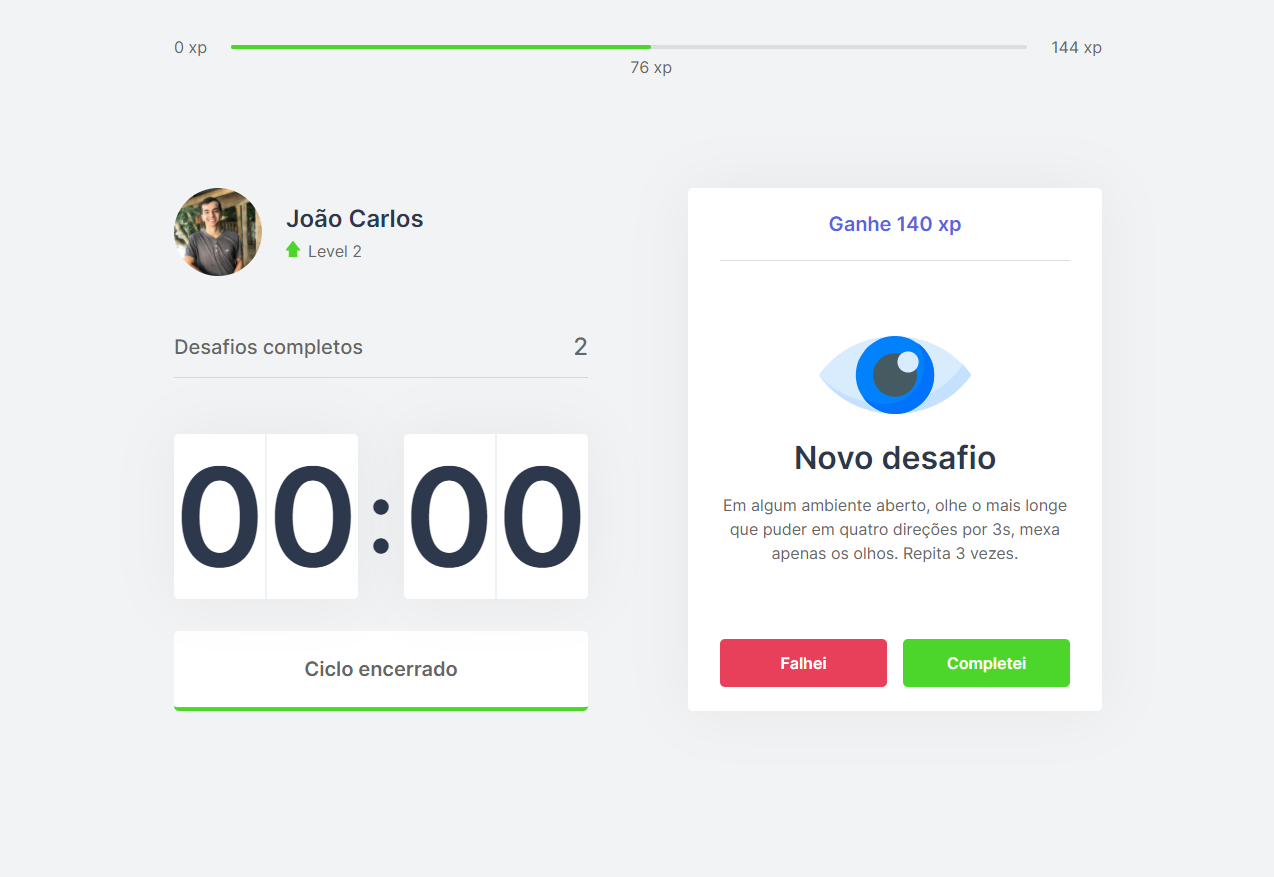 0 xp
144 xp
76 xp
João Carlos
Level 2
Desafios completos
2
00:00
Ciclo encerrado
Ganhe 140 xp
Novo desafio
Em algum ambiente aberto, olhe o mais longe
que puder em quatro direções por 3s, mexa
apenas os olhos. Repita 3 vezes.
Falhei
Completei